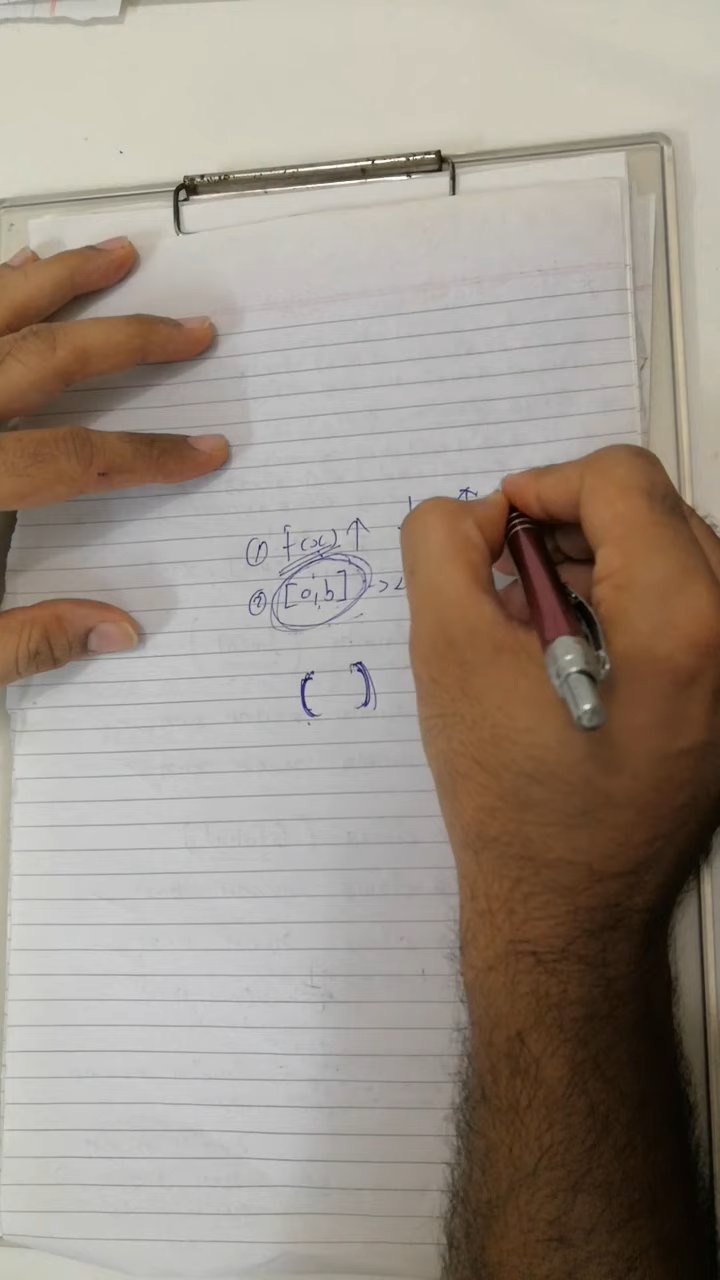 ① f(x) ↑
② [a,b] ->
( )